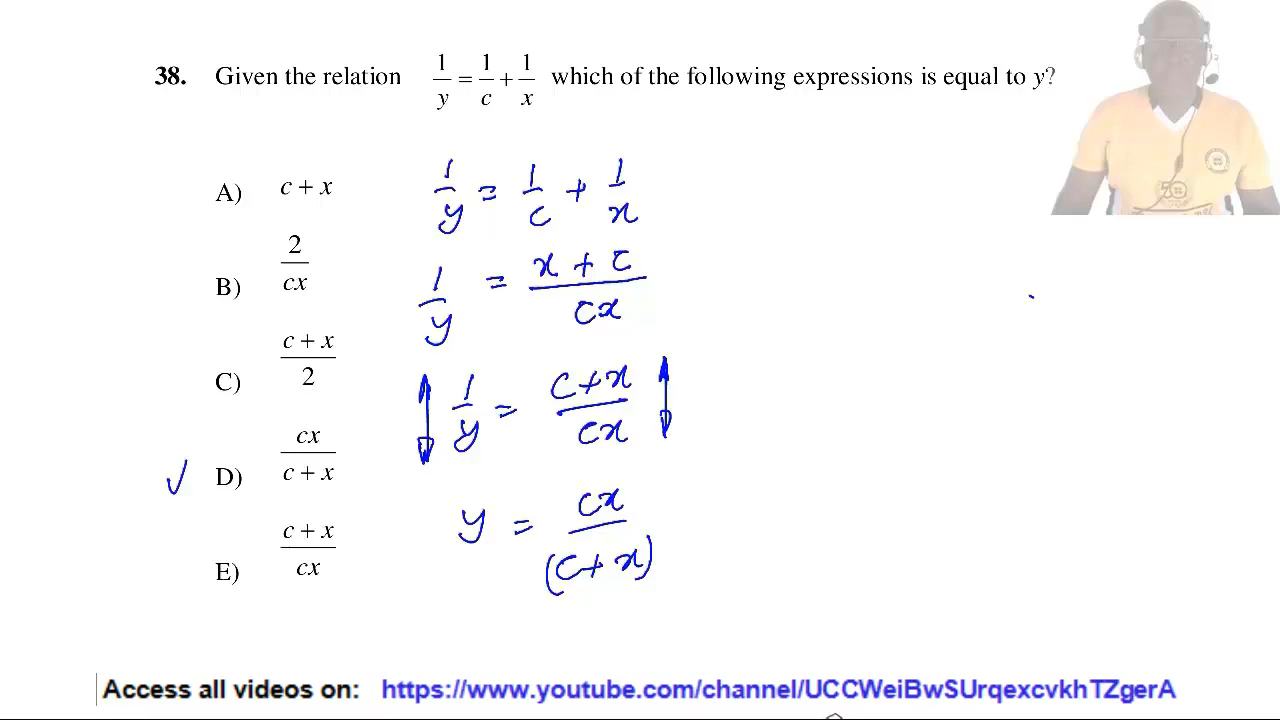 38. Given the relation 1/y = 1/c + 1/x which of the following expressions is equal to y?
A) c + x
1/y = 1/c + 1/x
B) 2/cx
1/y = x + c/cx
C) c + x/2
1/y = c+x/cx
✓ D) cx/c + x
y = cx/(c+x)
E) c + x/cx
Access all videos on: https://www.youtube.com/channel/UCCWeiBwSUrqexcvkhTZgerA